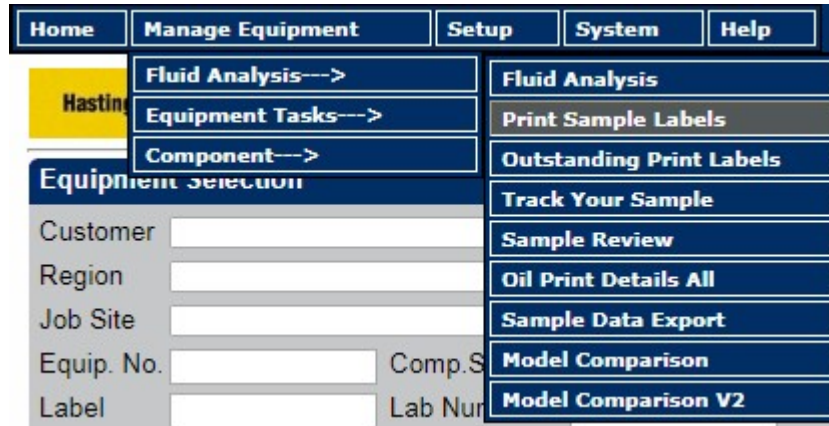 Home Manage Equipment Setup System Help
Fluid Analysis--->
Equipment Tasks--->
Component--->
Fluid Analysis
Print Sample Labels
Outstanding Print Labels
Track Your Sample
Sample Review
Oil Print Details All
Sample Data Export
Model Comparison
Model Comparison V2
Hasting
Equipment Selection
Customer
Region
Job Site
Equip. No. Comp.S
Label Lab Nur